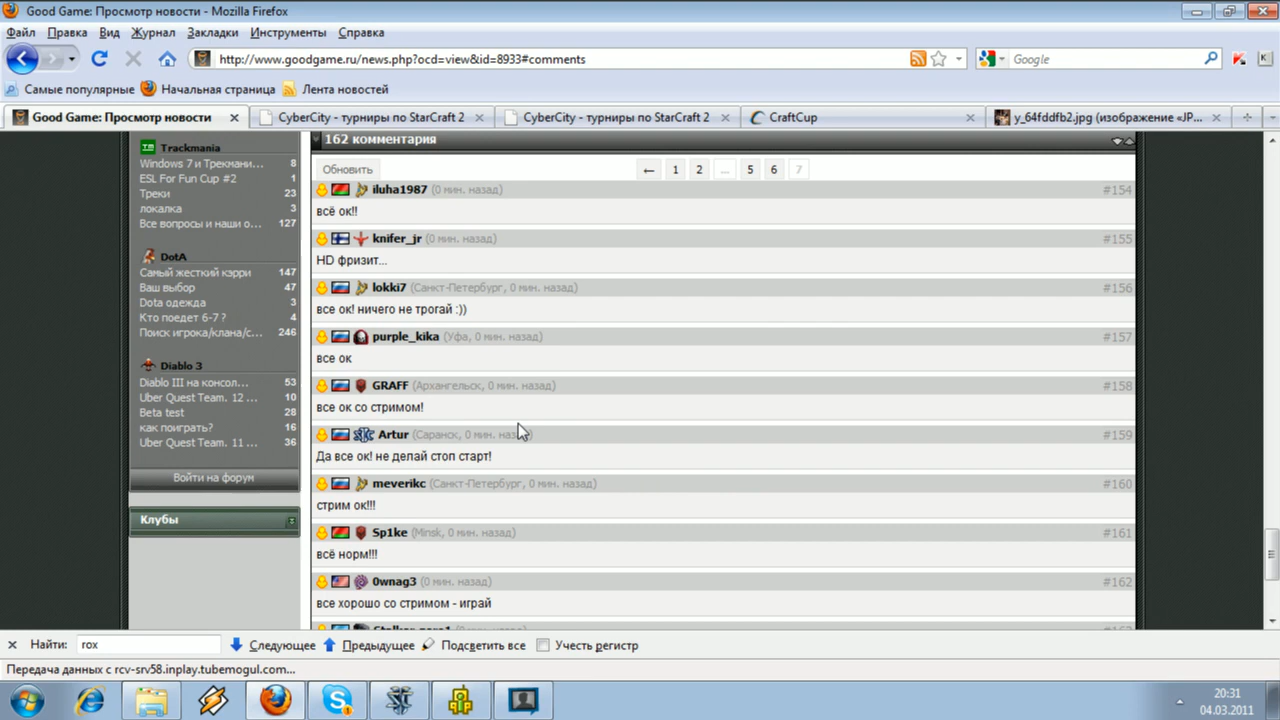 Good Game: Просмотр новости - Mozilla Firefox
Файл Правка Вид Журнал Закладки Инструменты Справка
http://www.goodgame.ru/news.php?ocd=view&id=8933#comments
Google
Самые популярные Начальная страница Лента новостей
Good Game: Просмотр новости
CyberCity - турниры по StarCraft 2
CyberCity - турниры по StarCraft 2
CraftCup
y_64fddfb2.jpg (изображение «JP...
Trackmania
Windows 7 и Трекмани... 8
ESL For Fun Cup #2 1
Треки 23
локалка 3
Все вопросы и наши о... 127
DotA
Самый жесткий кэрри 147
Ваш выбор 47
Dota одежда 3
Кто поедет 6-7 ? 4
Поиск игрока/клана/с... 246
Diablo 3
Diablo III на консол... 53
Uber Quest Team. 12 ... 10
Beta test 28
как поиграть? 16
Uber Quest Team. 11 ... 36
Войти на форум
Клубы
162 комментария
Обновить
← 1 2 ... 5 6 7
iluha1987 (0 мин. назад) #154
всё ок!!
knifer_jr (0 мин. назад) #155
HD фризит...
lokki7 (Санкт-Петербург, 0 мин. назад) #156
все ок! ничего не трогай :))
purple_kika (Уфа, 0 мин. назад) #157
все ок
GRAFF (Архангельск, 0 мин. назад) #158
все ок со стримом!
Artur (Саранск, 0 мин. назад) #159
Да все ок! не делай стоп старт!
meverikc (Санкт-Петербург, 0 мин. назад) #160
стрим ок!!!
Sp1ke (Minsk, 0 мин. назад) #161
всё норм!!!
0wnag3 (0 мин. назад) #162
все хорошо со стримом - играй
Найти: rox Следующее Предыдущее Подсветить все Учесть регистр
Передача данных с rcv-srv58.inplay.tubemogul.com...
20:31
04.03.2011